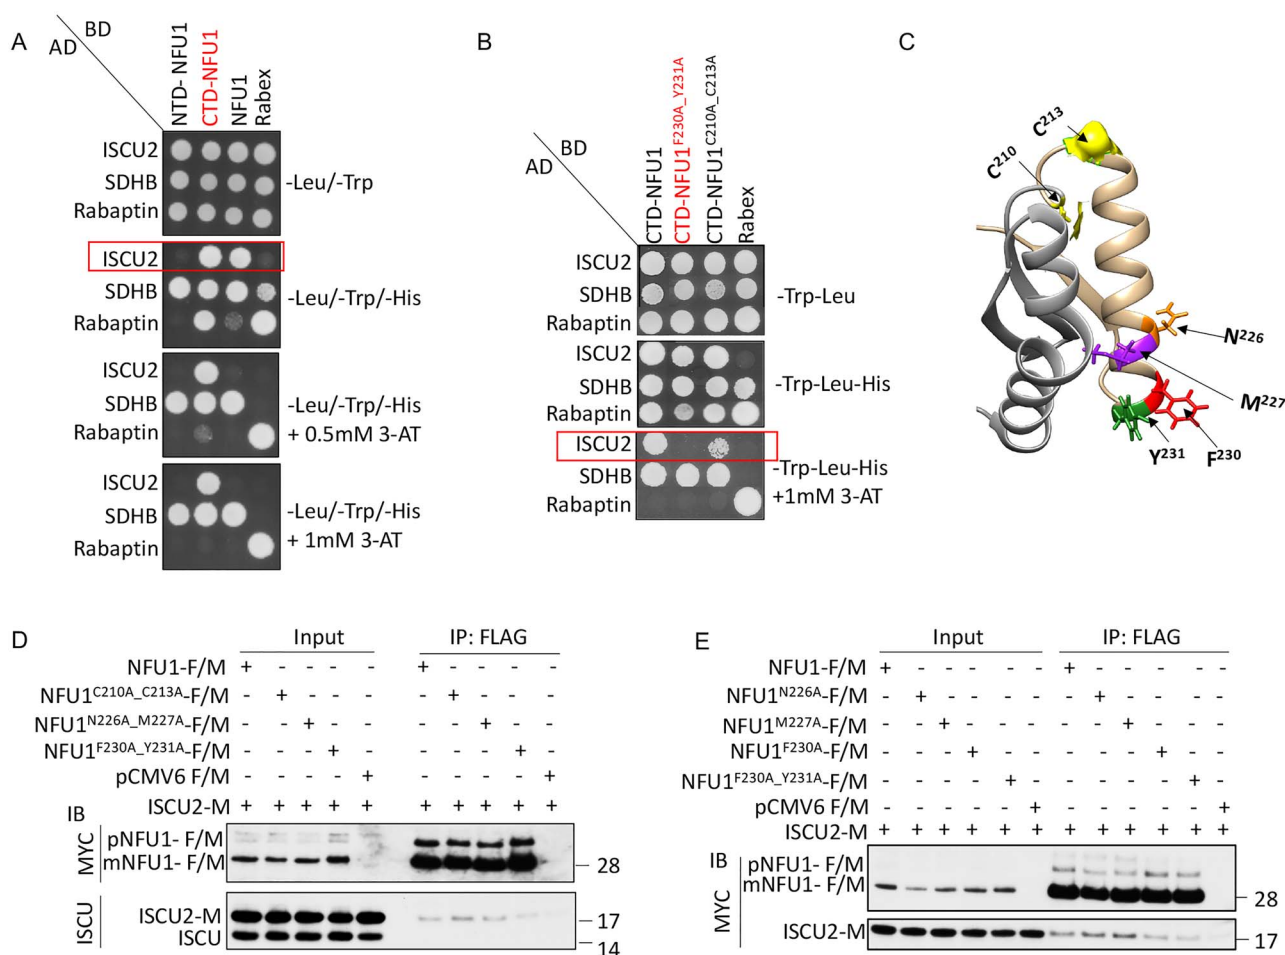 A
BD
AD
NTD- NFU1
CTD-NFU1
NFU1
Rabex
ISCU2
SDHB
Rabaptin
-Leu/-Trp
ISCU2
SDHB
Rabaptin
-Leu/-Trp/-His
ISCU2
SDHB
Rabaptin
-Leu/-Trp/-His
+ 0.5mM 3-AT
ISCU2
SDHB
Rabaptin
-Leu/-Trp/-His
+ 1mM 3-AT
B
BD
AD
CTD-NFU1
CTD-NFU1F230A_Y231A
CTD-NFU1C210A_C213A
Rabex
ISCU2
SDHB
Rabaptin
-Trp-Leu
ISCU2
SDHB
Rabaptin
-Trp-Leu-His
ISCU2
SDHB
Rabaptin
-Trp-Leu-His
+1mM 3-AT
C
C213
C210
N226
M227
Y231
F230
D
Input IP: FLAG
NFU1-F/M + - - - - + - - - -
NFU1C210A_C213A-F/M - + - - - - + - - -
NFU1N226A_M227A-F/M - - + - - - - + - -
NFU1F230A_Y231A-F/M - - - + - - - - + -
pCMV6 F/M - - - - + - - - - +
ISCU2-M + + + + + + + + + +
IB
MYC
pNFU1- F/M
mNFU1- F/M
28
ISCU
ISCU2-M
ISCU
17
14
E
Input IP: FLAG
NFU1-F/M + - - - - - + - - - - -
NFU1N226A-F/M - + - - - - - + - - - -
NFU1M227A-F/M - - + - - - - - + - - -
NFU1F230A-F/M - - - + - - - - - + - -
NFU1F230A_Y231A-F/M - - - - + - - - - - + -
pCMV6 F/M - - - - - + - - - - - +
ISCU2-M + + + + + + + + + + + +
IB
MYC
pNFU1- F/M
mNFU1- F/M
28
ISCU2-M
17